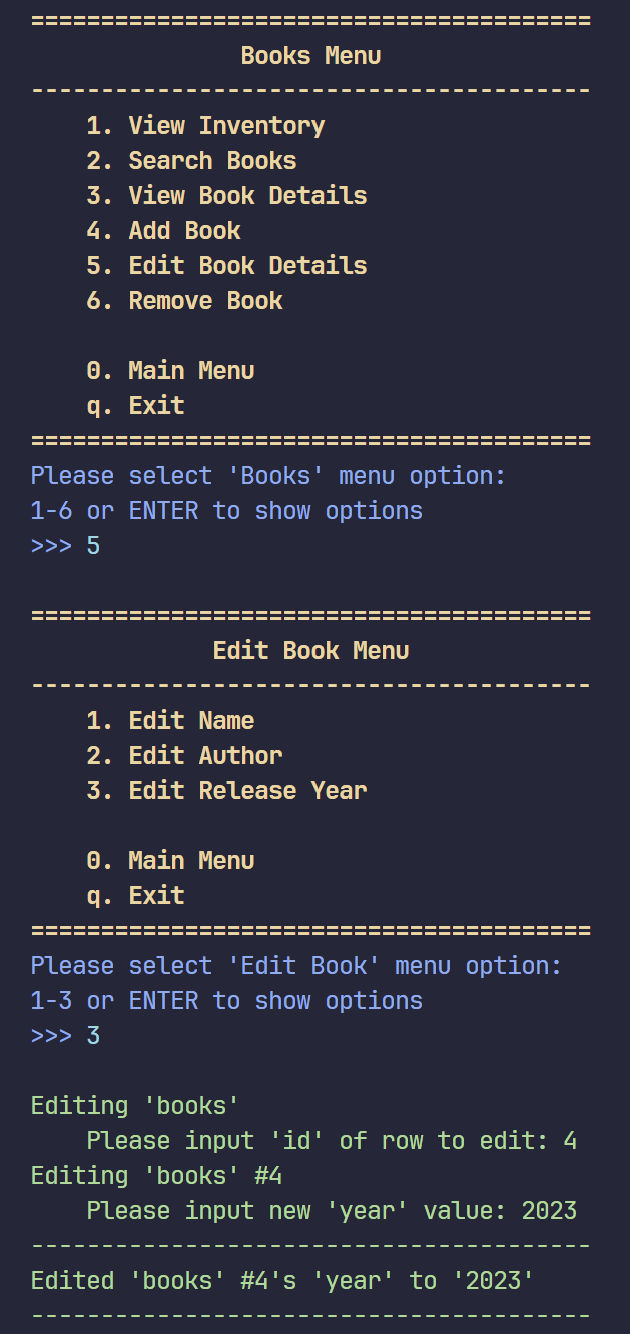 ========================================
Books Menu
----------------------------------------
1. View Inventory
2. Search Books
3. View Book Details
4. Add Book
5. Edit Book Details
6. Remove Book
0. Main Menu
q. Exit
========================================
Please select 'Books' menu option:
1-6 or ENTER to show options
>>> 5
========================================
Edit Book Menu
----------------------------------------
1. Edit Name
2. Edit Author
3. Edit Release Year
0. Main Menu
q. Exit
========================================
Please select 'Edit Book' menu option:
1-3 or ENTER to show options
>>> 3
Editing 'books'
Please input 'id' of row to edit: 4
Editing 'books' #4
Please input new 'year' value: 2023
----------------------------------------
Edited 'books' #4's 'year' to '2023'
----------------------------------------